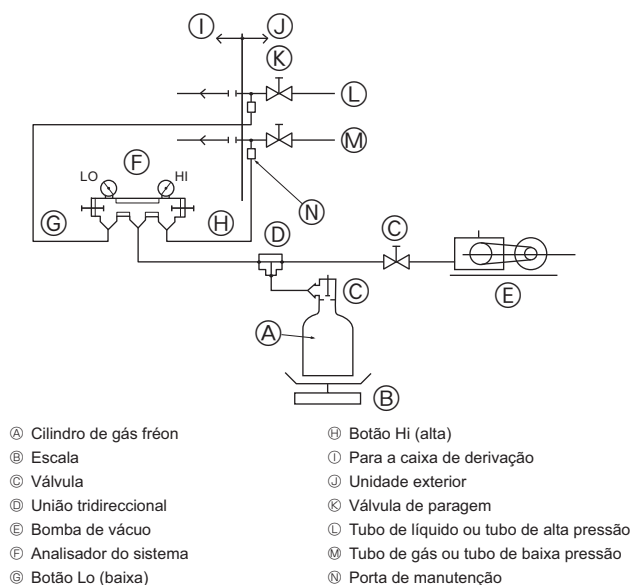 Ⓘ Ⓙ
Ⓚ
Ⓛ
Ⓕ Ⓜ
LO HI
Ⓖ Ⓗ Ⓝ
Ⓓ Ⓒ
Ⓒ Ⓔ
Ⓐ
Ⓑ
Ⓐ Cilindro de gás fréon
Ⓑ Escala
Ⓒ Válvula
Ⓓ União tridireccional
Ⓔ Bomba de vácuo
Ⓕ Analisador do sistema
Ⓖ Botão Lo (baixa)
Ⓗ Botão Hi (alta)
Ⓘ Para a caixa de derivação
Ⓙ Unidade exterior
Ⓚ Válvula de paragem
Ⓛ Tubo de líquido ou tubo de alta pressão
Ⓜ Tubo de gás ou tubo de baixa pressão
Ⓝ Porta de manutenção